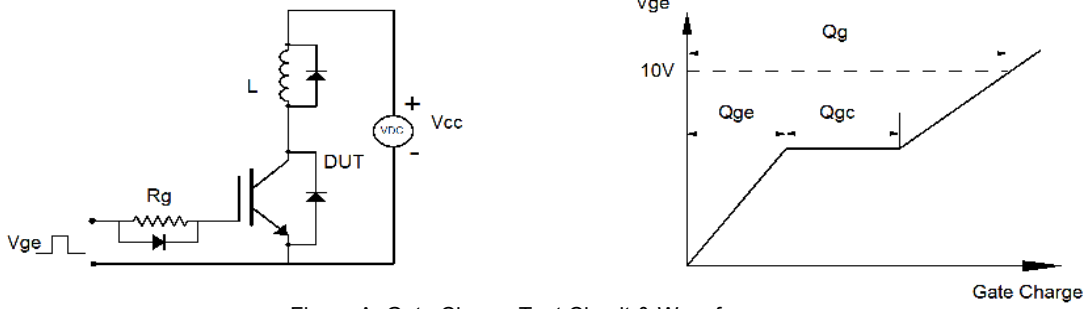 Vge
Qg
10V
Qge
Qgc
L
+
VDC
Vcc
-
DUT
Rg
Vge
Gate Charge